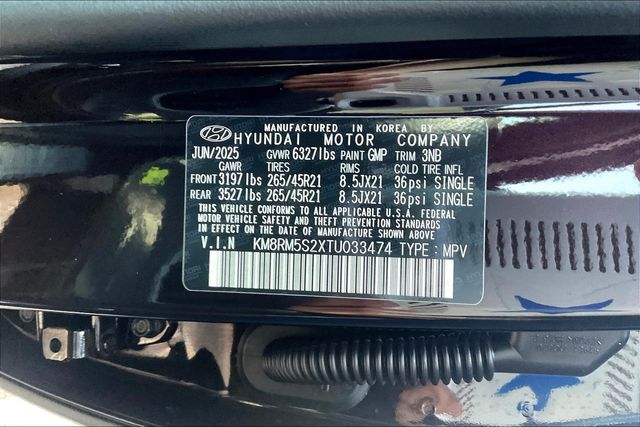 MANUFACTURED IN KOREA BY
HYUNDAI MOTOR COMPANY
JUN/2025 GVWR 6327lbs PAINT GMP TRIM 3NB
GAWR TIRES RIMS COLD TIRE INFL
FRONT 3197lbs 265/45R21 8.5JX21 36psi SINGLE
REAR 3527lbs 265/45R21 8.5JX21 36psi SINGLE
THIS VEHICLE CONFORMS TO ALL APPLICABLE U.S.A. FEDERAL
MOTOR VEHICLE SAFETY AND THEFT PREVENTION STANDARDS
IN EFFECT ON THE DATE OF MANUFACTURE SHOWN ABOVE.
V.I.N KM8RM5S2XTU033474 TYPE : MPV